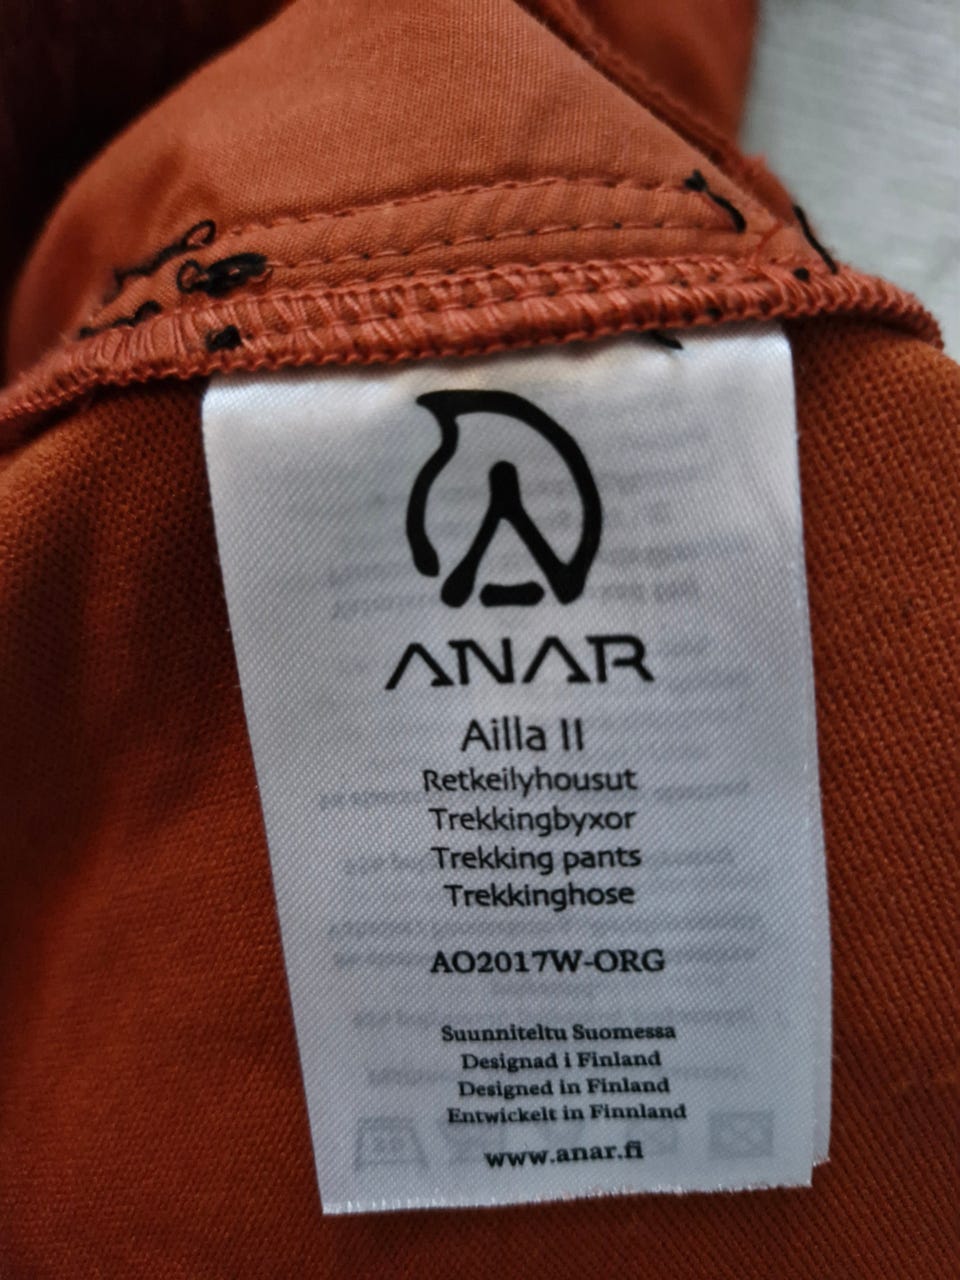 ANAR
Ailla II
Retkeilyhousut
Trekkingbyxor
Trekking pants
Trekkinghose
AO2017W-ORG
Suunniteltu Suomessa
Designad i Finland
Designed in Finland
Entwickelt in Finnland
www.anar.fi